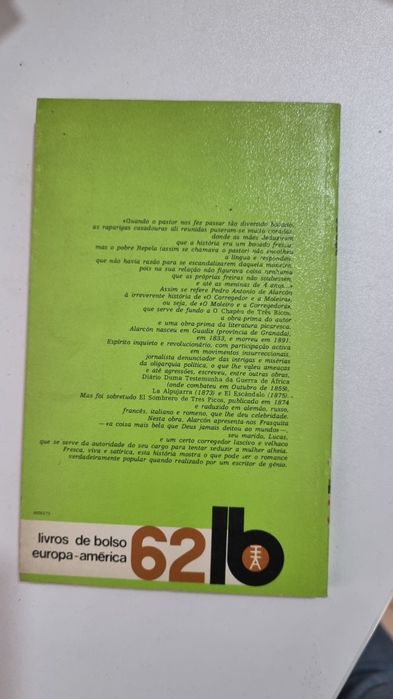 «Quando o pastor nos fez passar tão divertido bocado,
as raparigas casadouras ali reunidas puseram-se muito coradas,
donde as mães deduziram
que a história era um bocado fresca;
mas o pobre Repela (assim se chamava o pastor) não encolheu
a língua e respondeu
que não havia razão para se escandalizarem daquela maneira,
pois na sua relação não figurava coisa nenhuma
que as próprias freiras não soubessem,
e até as meninas de 4 anos...»
Assim se refere Pedro Antonio de Alarcón
à irreverente história de «O Corregedor e a Moleira»,
ou seja, de «O Moleiro e a Corregedora»,
que serve de fundo a O Chapéu de Três Bicos,
a obra-prima do autor
e uma obra-prima da literatura picaresca.
Alarcón nasceu em Guadix (província de Granada),
em 1833, e morreu em 1891.
Espírito inquieto e revolucionário, com participação activa
em movimentos insurreccionais,
jornalista denunciador das intrigas e misérias
da oligarquia política, o que lhe valeu ameaças
e até agressões, escreveu, entre outras obras,
Diário Duma Testemunha da Guerra de África
(onde combateu em Outubro de 1859),
La Alpujarra (1873) e El Escándalo (1875).
Mas foi sobretudo El Sombrero de Tres Picos, publicado em 1874
e traduzido em alemão, russo,
francês, italiano e romeno, que lhe deu celebridade.
Nesta obra, Alarcón apresenta-nos Frasquita
—«a coisa mais bela que Deus jamais deitou ao mundo»—,
seu marido, Lucas,
e um certo corregedor lascivo e velhaco
que se serve da autoridade do seu cargo para tentar seduzir a mulher alheia.
Fresca, viva e satírica, esta história mostra o que pode ser o romance
verdadeiramente popular quando realizado por um escritor de génio.
livros de bolso
europa-américa
62
lb